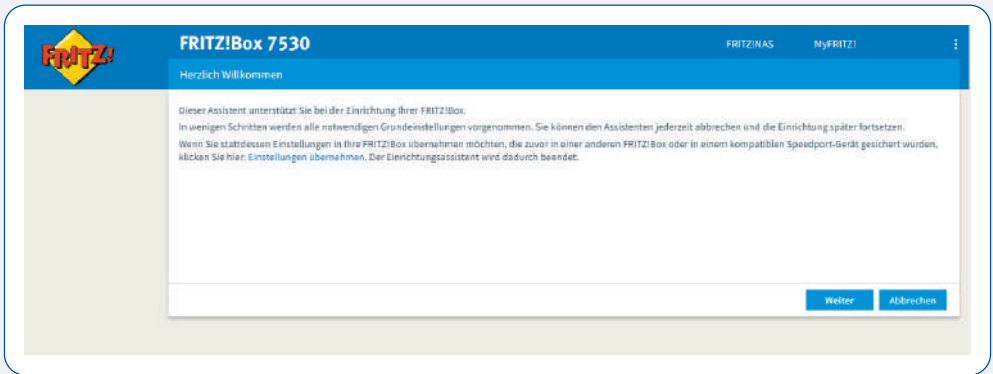 FRITZ!
FRITZ!Box 7530
FRITZ!NAS MyFRITZ!
Herzlich Willkommen
Dieser Assistent unterstützt Sie bei der Einrichtung Ihrer FRITZ!Box.
In wenigen Schritten werden alle notwendigen Grundeinstellungen vorgenommen. Sie können den Assistenten jederzeit abbrechen und die Einrichtung später fortsetzen.
Wenn Sie stattdessen Einstellungen in Ihre FRITZ!Box übernehmen möchten, die zuvor in einer anderen FRITZ!Box oder in einem kompatiblen Speedport-Gerät gesichert wurden,
klicken Sie hier: Einstellungen übernehmen. Der Einrichtungsassistent wird dadurch beendet.
Weiter Abbrechen